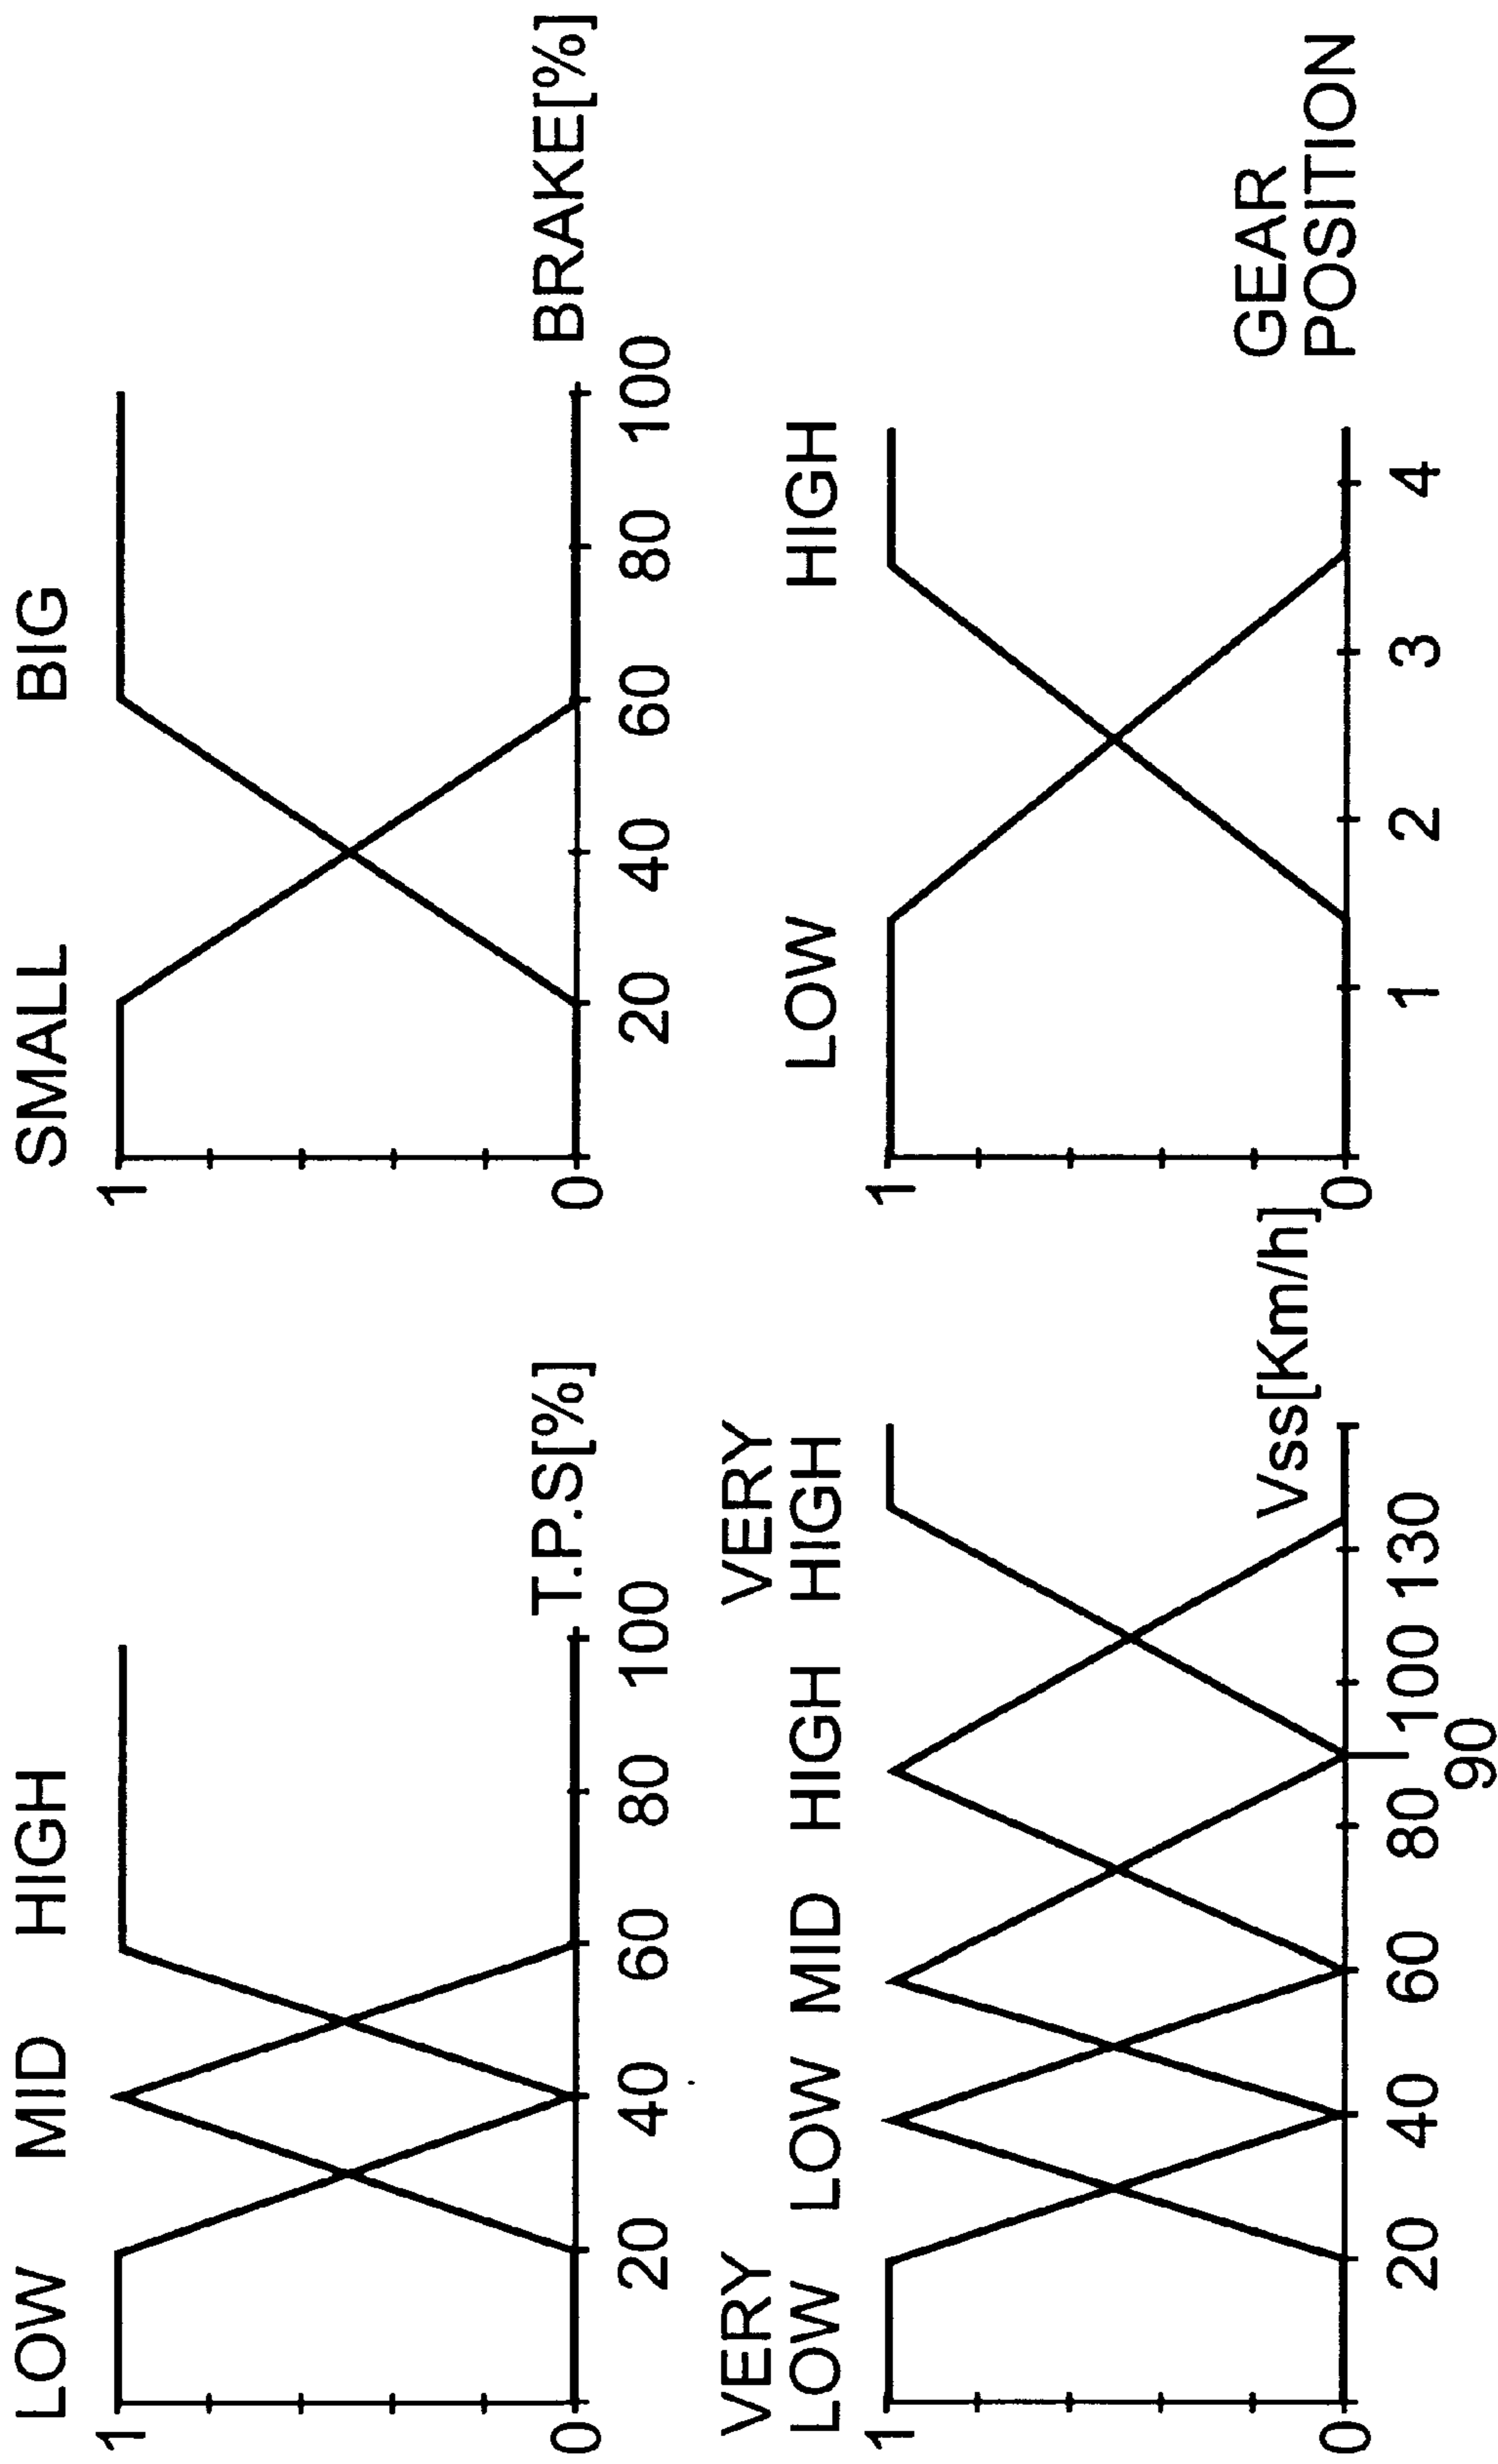 LOW MID HIGH
1
0
20 40 60 80 100
T.P.S[%]
SMALL BIG
1
0
20 40 60 80 100
BRAKE[%]
VERY VERY
LOW LOW MID HIGH HIGH
1
0
20 40 60 80 100 130
90
Vss[Km/h]
LOW HIGH
1
0
1 2 3 4
GEAR
POSITION